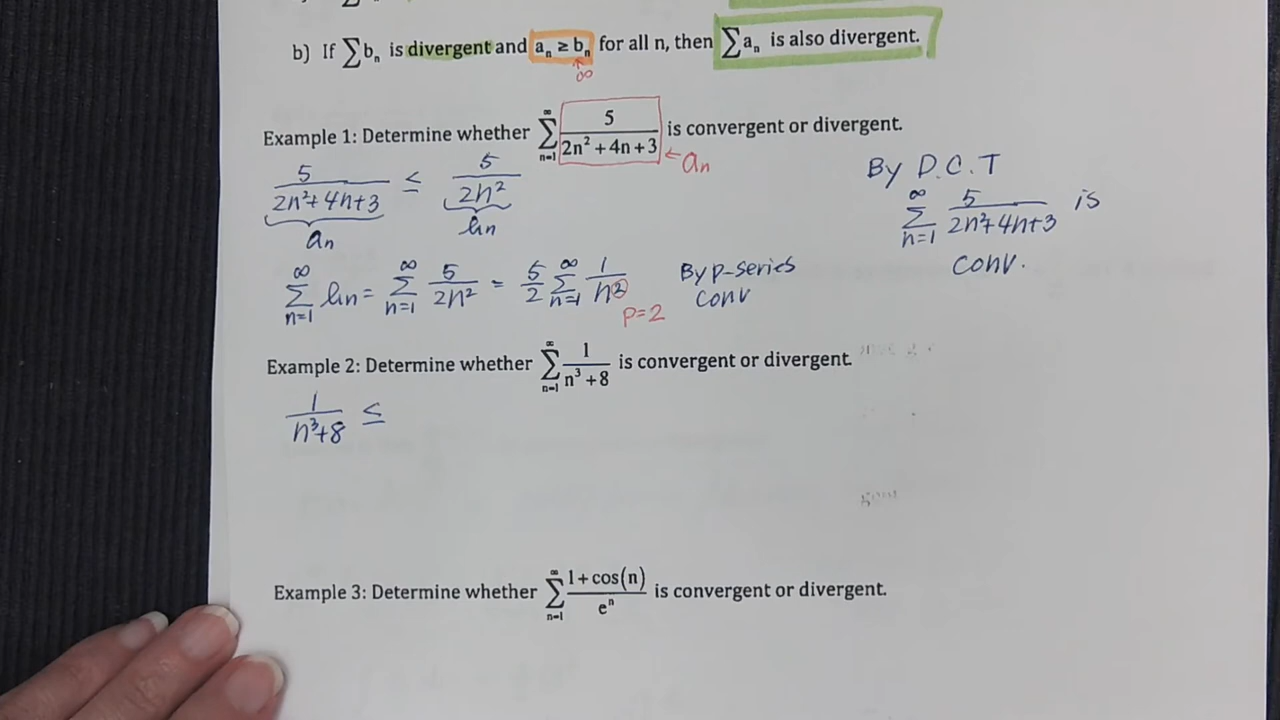 b) If ∑bₙ is divergent and aₙ ≥ bₙ for all n, then ∑aₙ is also divergent.
∞
Example 1: Determine whether ∑_{n=1}^{∞} 5/(2n² + 4n + 3) is convergent or divergent.
← aₙ
5/(2n²+4n+3) ≤ 5/(2n²)
aₙ bₙ
By D.C.T
∑_{n=1}^{∞} 5/(2n²+4n+3) is
conv.
∑_{n=1}^{∞} bₙ = ∑_{n=1}^{∞} 5/(2n²) = 5/2 ∑_{n=1}^{∞} 1/n²
p=2
By p-series
conv
Example 2: Determine whether ∑_{n=1}^{∞} 1/(n³ + 8) is convergent or divergent.
1/(n³+8) ≤
Example 3: Determine whether ∑_{n=1}^{∞} (1 + cos(n))/eⁿ is convergent or divergent.